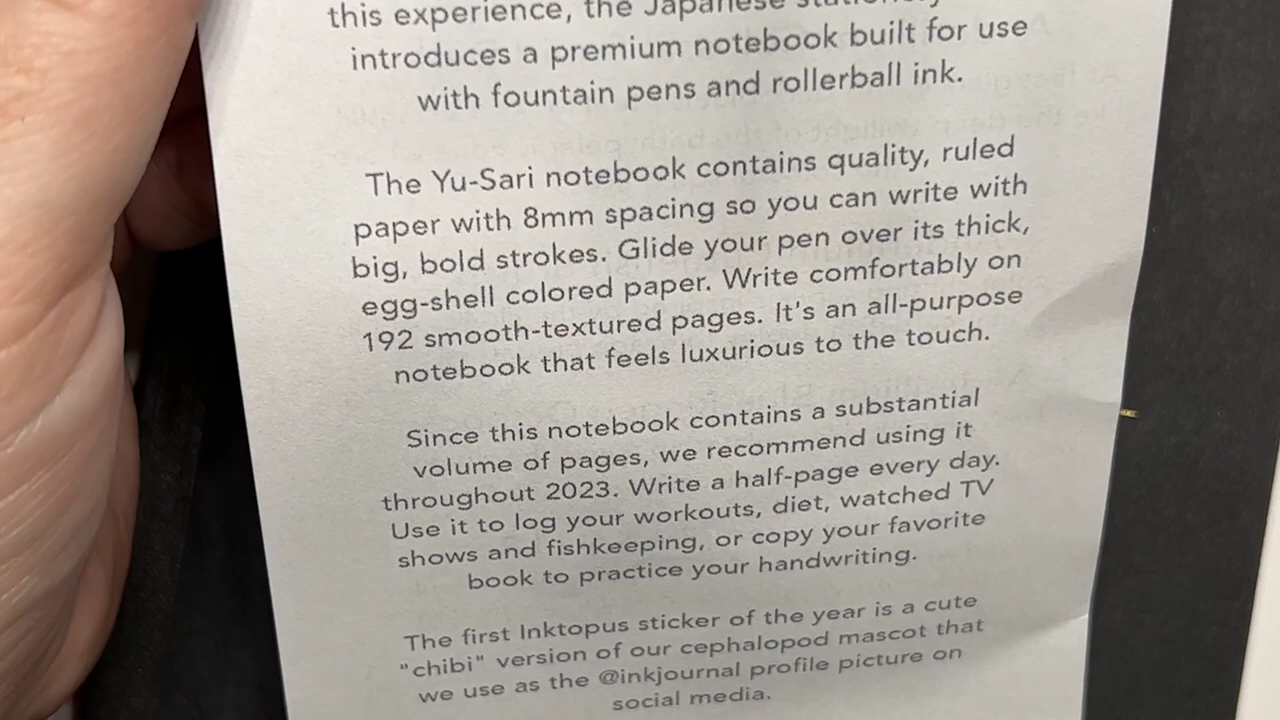 this experience, the Japanese
introduces a premium notebook built for use
with fountain pens and rollerball ink.
The Yu-Sari notebook contains quality, ruled
paper with 8mm spacing so you can write with
big, bold strokes. Glide your pen over its thick,
egg-shell colored paper. Write comfortably on
192 smooth-textured pages. It's an all-purpose
notebook that feels luxurious to the touch.
Since this notebook contains a substantial
volume of pages, we recommend using it
throughout 2023. Write a half-page every day.
Use it to log your workouts, diet, watched TV
shows and fishkeeping, or copy your favorite
book to practice your handwriting.
The first Inktopus sticker of the year is a cute
"chibi" version of our cephalopod mascot that
we use as the @inkjournal profile picture on
social media.